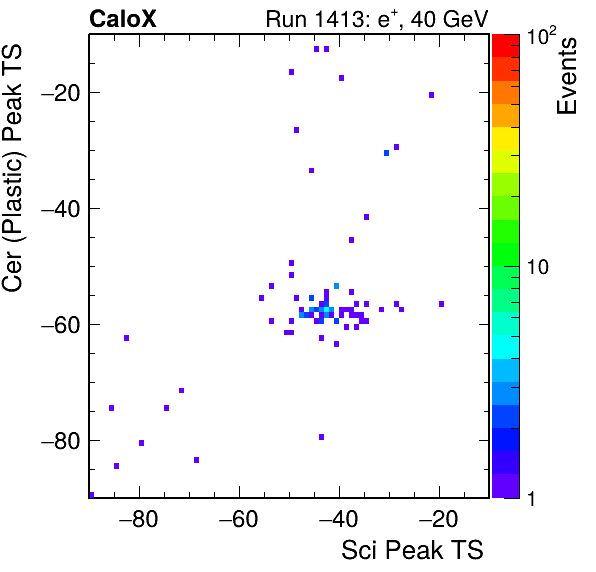 CaloX Run 1413: e⁺, 40 GeV
Cer (Plastic) Peak TS
−20
−40
−60
−80
−80 −60 −40 −20
Sci Peak TS
10²
10
1
Events